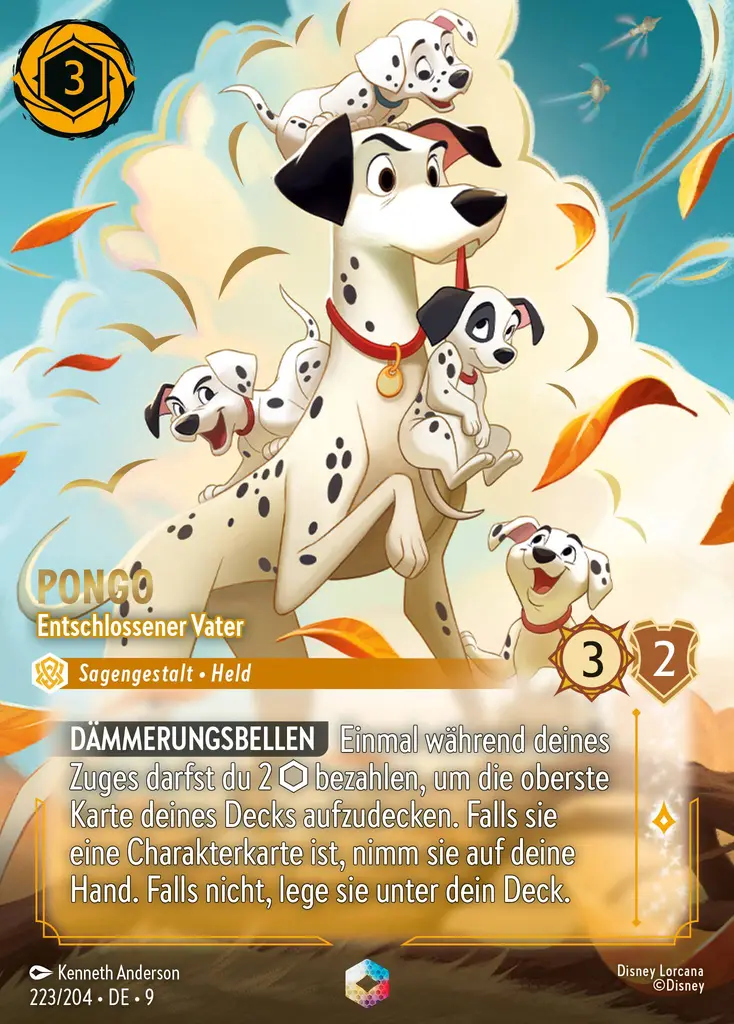 3
PONGO
Entschlossener Vater
Sagengestalt • Held
3
2
DÄMMERUNGSBELLEN Einmal während deines
Zuges darfst du 2 ⬡ bezahlen, um die oberste
Karte deines Decks aufzudecken. Falls sie
eine Charakterkarte ist, nimm sie auf deine
Hand. Falls nicht, lege sie unter dein Deck.
Kenneth Anderson
223/204 • DE • 9
Disney Lorcana
©Disney